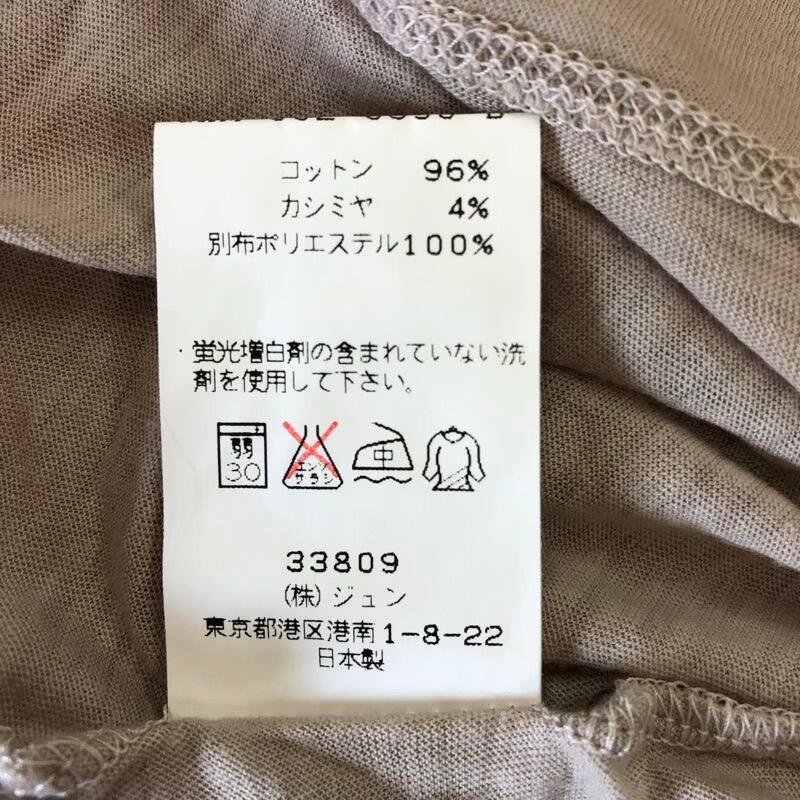 コットン 96%
カシミヤ 4%
別布ポリエステル100%
・蛍光増白剤の含まれていない洗
剤を使用して下さい。
弱
30
エンソ
サラシ
中
33809
(株)ジュン
東京都港区港南1-8-22
日本製